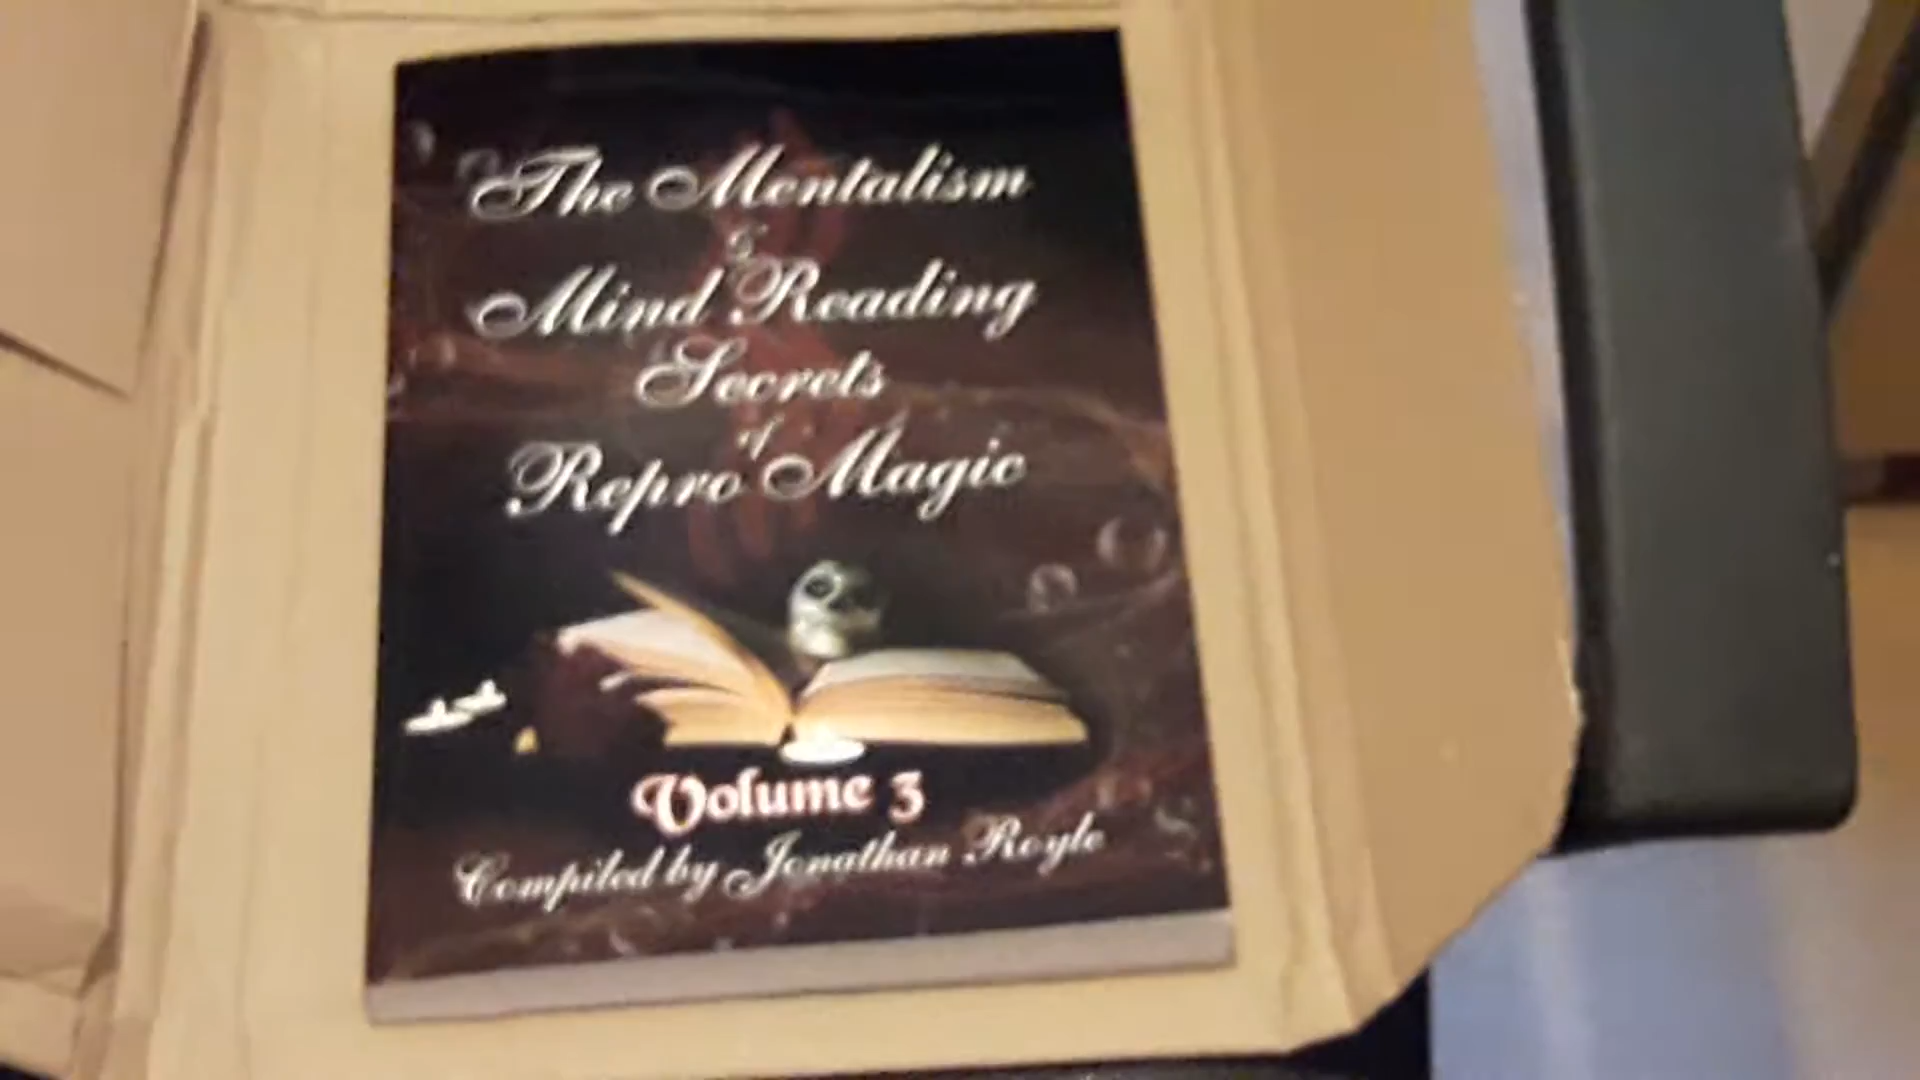 The Mentalism
&
Mind Reading
Secrets
of
Repro Magic
Volume 3
Compiled by Jonathan Royle